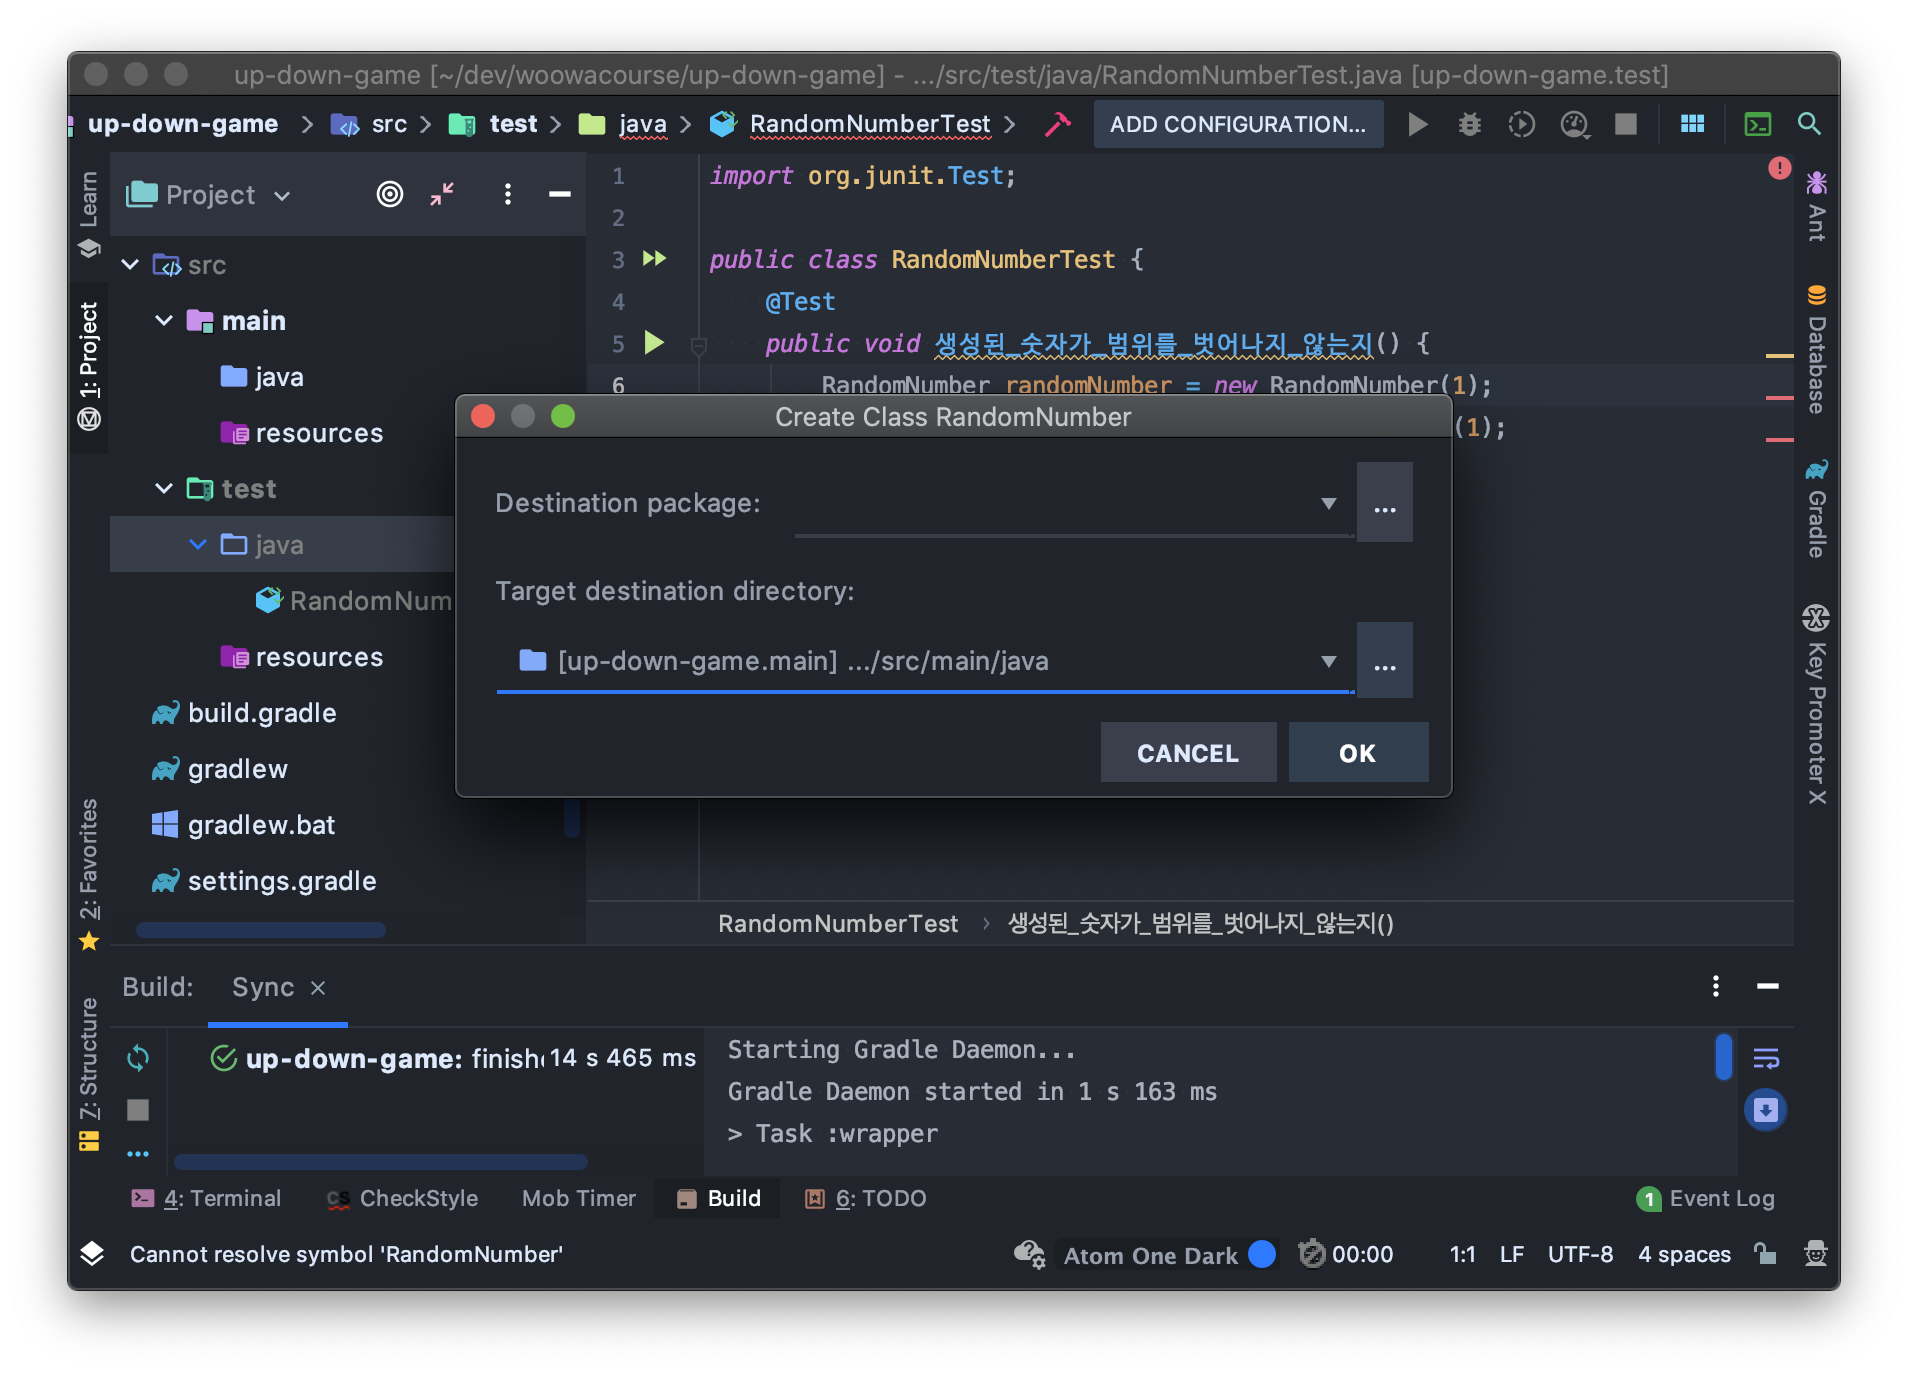 up-down-game [~/dev/woowacourse/up-down-game] - .../src/test/java/RandomNumberTest.java [up-down-game.test]
up-down-game > src > test > java > RandomNumberTest > ADD CONFIGURATION...
Learn
1: Project
2: Favorites
7: Structure
Project
src
main
java
resources
test
java
RandomNum
resources
build.gradle
gradlew
gradlew.bat
settings.gradle
1 import org.junit.Test;
2
3 public class RandomNumberTest {
4 @Test
5 public void 생성된_숫자가_범위를_벗어나지_않는지() {
6 RandomNumber randomNumber = new RandomNumber(1);
(1);
Create Class RandomNumber
Destination package:
...
Target destination directory:
[up-down-game.main] .../src/main/java
...
CANCEL
OK
RandomNumberTest > 생성된_숫자가_범위를_벗어나지_않는지()
Ant
Database
Gradle
Key Promoter X
Build: Sync ×
up-down-game: finish 14 s 465 ms
Starting Gradle Daemon...
Gradle Daemon started in 1 s 163 ms
> Task :wrapper
4: Terminal CS CheckStyle Mob Timer Build 6: TODO 1 Event Log
Cannot resolve symbol 'RandomNumber' Atom One Dark 00:00 1:1 LF UTF-8 4 spaces